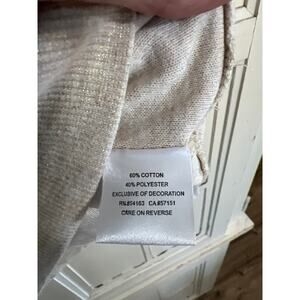 60% COTTON
40% POLYESTER
EXCLUSIVE OF DECORATION
RN#54163 CA#57151
CARE ON REVERSE